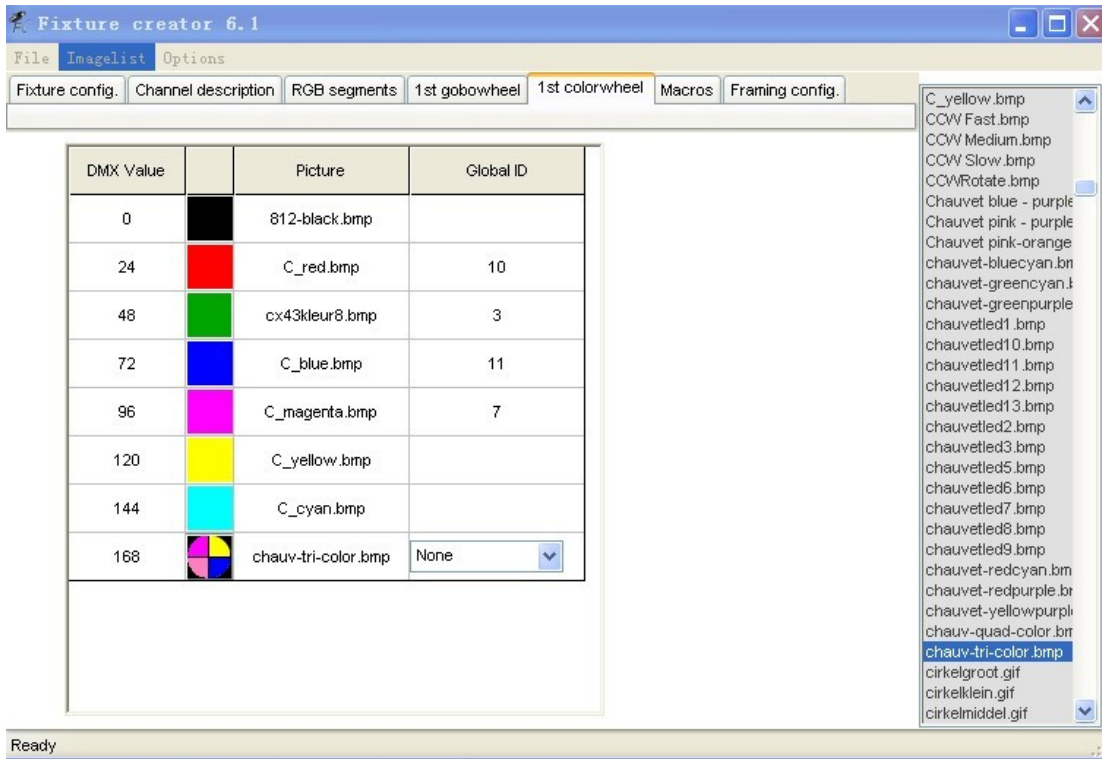 Fixture creator 6.1
File Imagelist Options
Fixture config. Channel description RGB segments 1st gobowheel 1st colorwheel Macros Framing config.
DMX Value Picture Global ID
0 812-black.bmp
24 C_red.bmp 10
48 cx43kleur8.bmp 3
72 C_blue.bmp 11
96 C_magenta.bmp 7
120 C_yellow.bmp
144 C_cyan.bmp
168 chauv-tri-color.bmp None
C_yellow.bmp
CCW Fast.bmp
CCW Medium.bmp
CCW Slow.bmp
CCWRotate.bmp
Chauvet blue - purple
Chauvet pink - purple
Chauvet pink-orange
chauvet-bluecyan.bm
chauvet-greencyan.b
chauvet-greenpurple
chauvetled1.bmp
chauvetled10.bmp
chauvetled11.bmp
chauvetled12.bmp
chauvetled13.bmp
chauvetled2.bmp
chauvetled3.bmp
chauvetled5.bmp
chauvetled6.bmp
chauvetled7.bmp
chauvetled8.bmp
chauvetled9.bmp
chauvet-redcyan.bm
chauvet-redpurple.br
chauvet-yellowpurpl
chauv-quad-color.bm
chauv-tri-color.bmp
cirkelgroot.gif
cirkelklein.gif
cirkelmiddel.gif
Ready